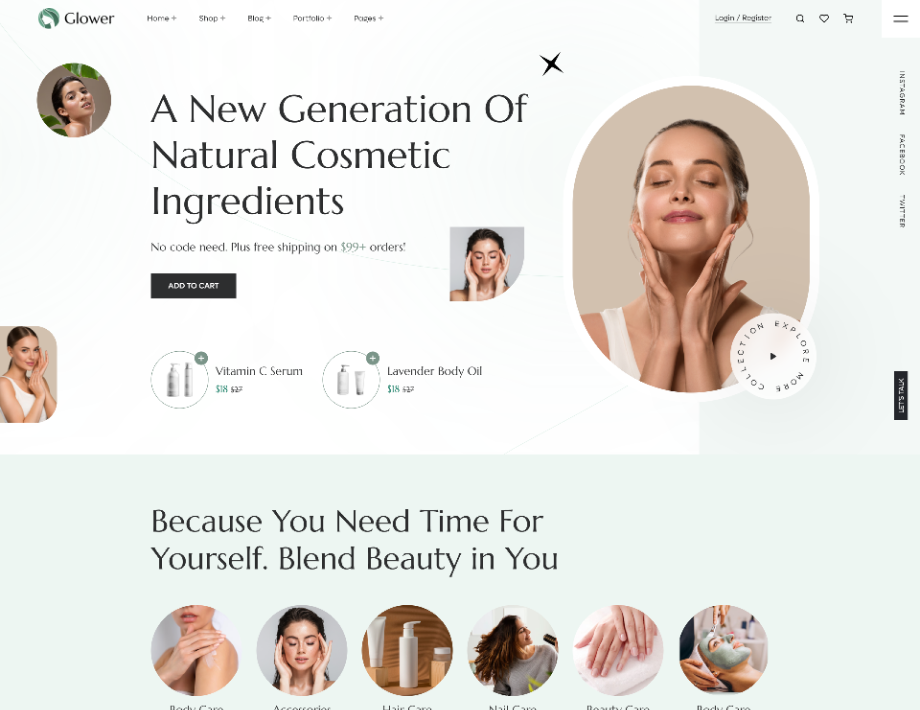 Glower
Home +
Shop +
Blog +
Portfolio +
Pages +
Login / Register
A New Generation Of
Natural Cosmetic
Ingredients
No code need. Plus free shipping on $99+ orders!
ADD TO CART
Vitamin C Serum
$18 $27
Lavender Body Oil
$18 $27
EXPLORE MORE COLLECTION
INSTAGRAM
FACEBOOK
TWITTER
LET'S TALK
Because You Need Time For
Yourself. Blend Beauty in You
Body Care
Accessories
Hair Care
Nail Care
Beauty Care
Body Care